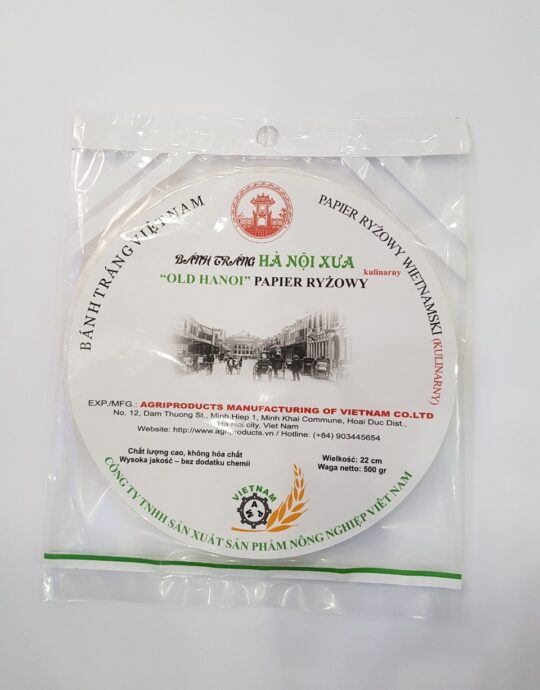 BÁNH TRÁNG VIỆT NAM
PAPIER RYŻOWY WIETNAMSKI (KULINARNY)
BÁNH TRÁNG HÀ NỘI XƯA
kulinarny
“OLD HANOI” PAPIER RYŻOWY
EXP./MFG.: AGRIPRODUCTS MANUFACTURING OF VIETNAM CO.LTD
No. 12, Dam Thuong St., Minh Hiep 1, Minh Khai Commune, Hoai Duc Dist.,
Ha Noi city, Viet Nam
Website: http://www.agriproducts.vn / Hotline: (+84) 903445654
Chất lượng cao, không hóa chất
Wysoka jakość – bez dodatku chemii
Wielkość: 22 cm
Waga netto: 500 gr
VIETNAM
CÔNG TY TNHH SẢN XUẤT SẢN PHẨM NÔNG NGHIỆP VIỆT NAM